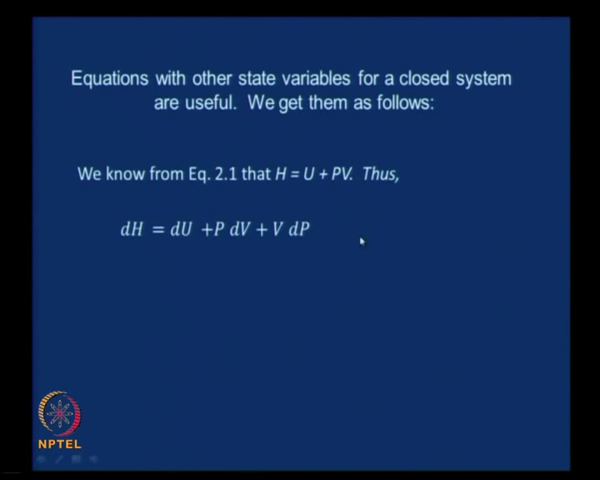 Equations with other state variables for a closed system
are useful. We get them as follows:
We know from Eq. 2.1 that H = U + PV. Thus,
dH = dU +P dV + V dP
NPTEL